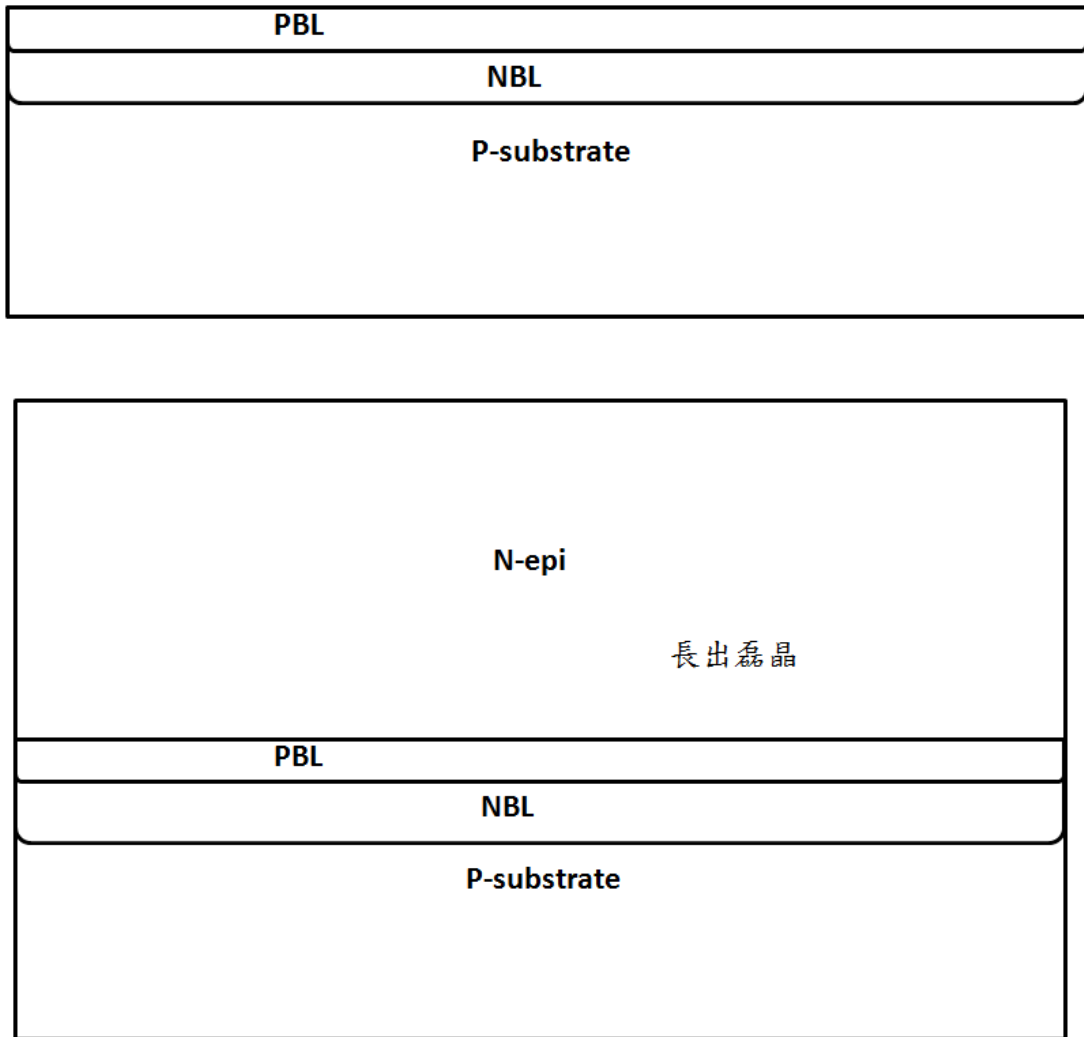 PBL
NBL
P-substrate
N-epi
長出磊晶
PBL
NBL
P-substrate